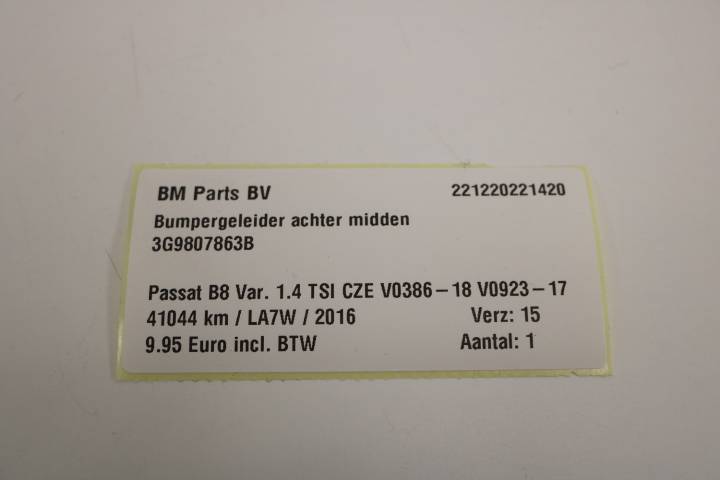 BM Parts BV 221220221420
Bumpergeleider achter midden
3G9807863B
Passat B8 Var. 1.4 TSI CZE V0386-18 V0923-17
41044 km / LA7W / 2016 Verz: 15
9.95 Euro incl. BTW Aantal: 1